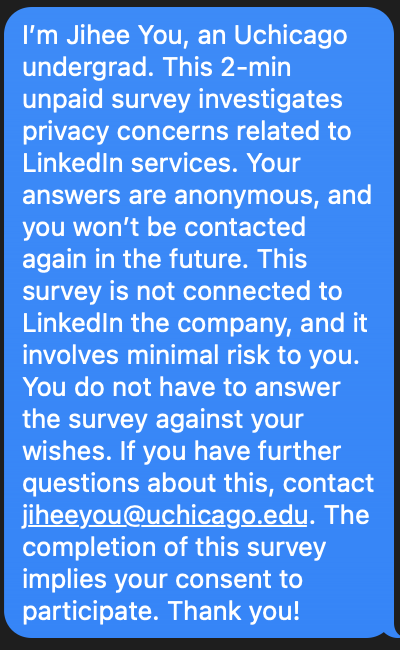 I’m Jihee You, an Uchicago
undergrad. This 2-min
unpaid survey investigates
privacy concerns related to
LinkedIn services. Your
answers are anonymous, and
you won’t be contacted
again in the future. This
survey is not connected to
LinkedIn the company, and it
involves minimal risk to you.
You do not have to answer
the survey against your
wishes. If you have further
questions about this, contact
jiheeyou@uchicago.edu. The
completion of this survey
implies your consent to
participate. Thank you!